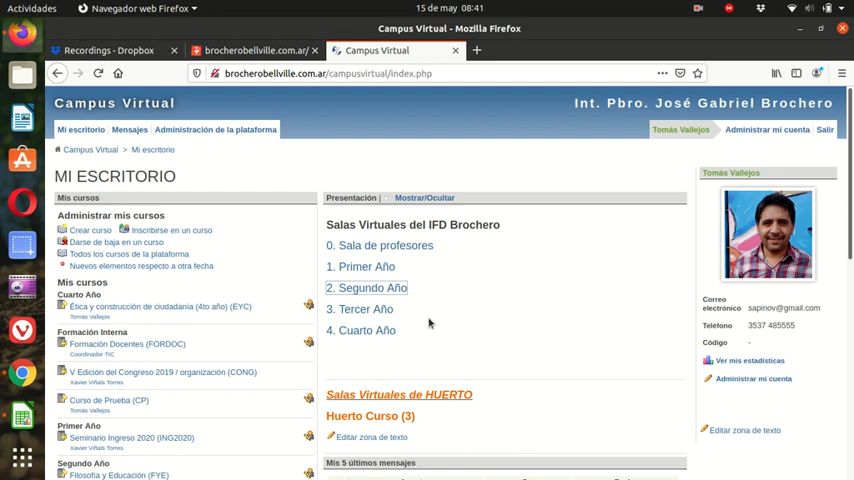 Actividades
Navegador web Firefox
15 de may 08:41
Campus Virtual - Mozilla Firefox
Recordings - Dropbox
brocherobellville.com.ar/
Campus Virtual
brocherobellville.com.ar/campusvirtual/index.php
Campus Virtual
Int. Pbro. José Gabriel Brochero
Mi escritorio
Mensajes
Administración de la plataforma
Tomás Vallejos
Administrar mi cuenta
Salir
Campus Virtual > Mi escritorio
MI ESCRITORIO
Mis cursos
Administrar mis cursos
Crear curso
Inscribirse en un curso
Darse de baja en un curso
Todos los cursos de la plataforma
Nuevos elementos respecto a otra fecha
Mis cursos
Cuarto Año
Ética y construcción de ciudadanía (4to año) (EYC)
Tomás Vallejos
Formación Interna
Formación Docentes (FORDOC)
Coordinador TIC
V Edición del Congreso 2019 / organización (CONG)
Xavier Viñals Torres
Curso de Prueba (CP)
Tomás Vallejos
Primer Año
Seminario Ingreso 2020 (ING2020)
Xavier Viñals Torres
Segundo Año
Filosofía y Educación (FYE)
Presentación |
Mostrar/Ocultar
Salas Virtuales del IFD Brochero
0. Sala de profesores
1. Primer Año
2. Segundo Año
3. Tercer Año
4. Cuarto Año
Salas Virtuales de HUERTO
Huerto Curso (3)
Editar zona de texto
Mis 5 últimos mensajes
Tomás Vallejos
Correo electrónico
sapinov@gmail.com
Teléfono
3537 485555
Código
-
Ver mis estadísticas
Administrar mi cuenta
Editar zona de texto